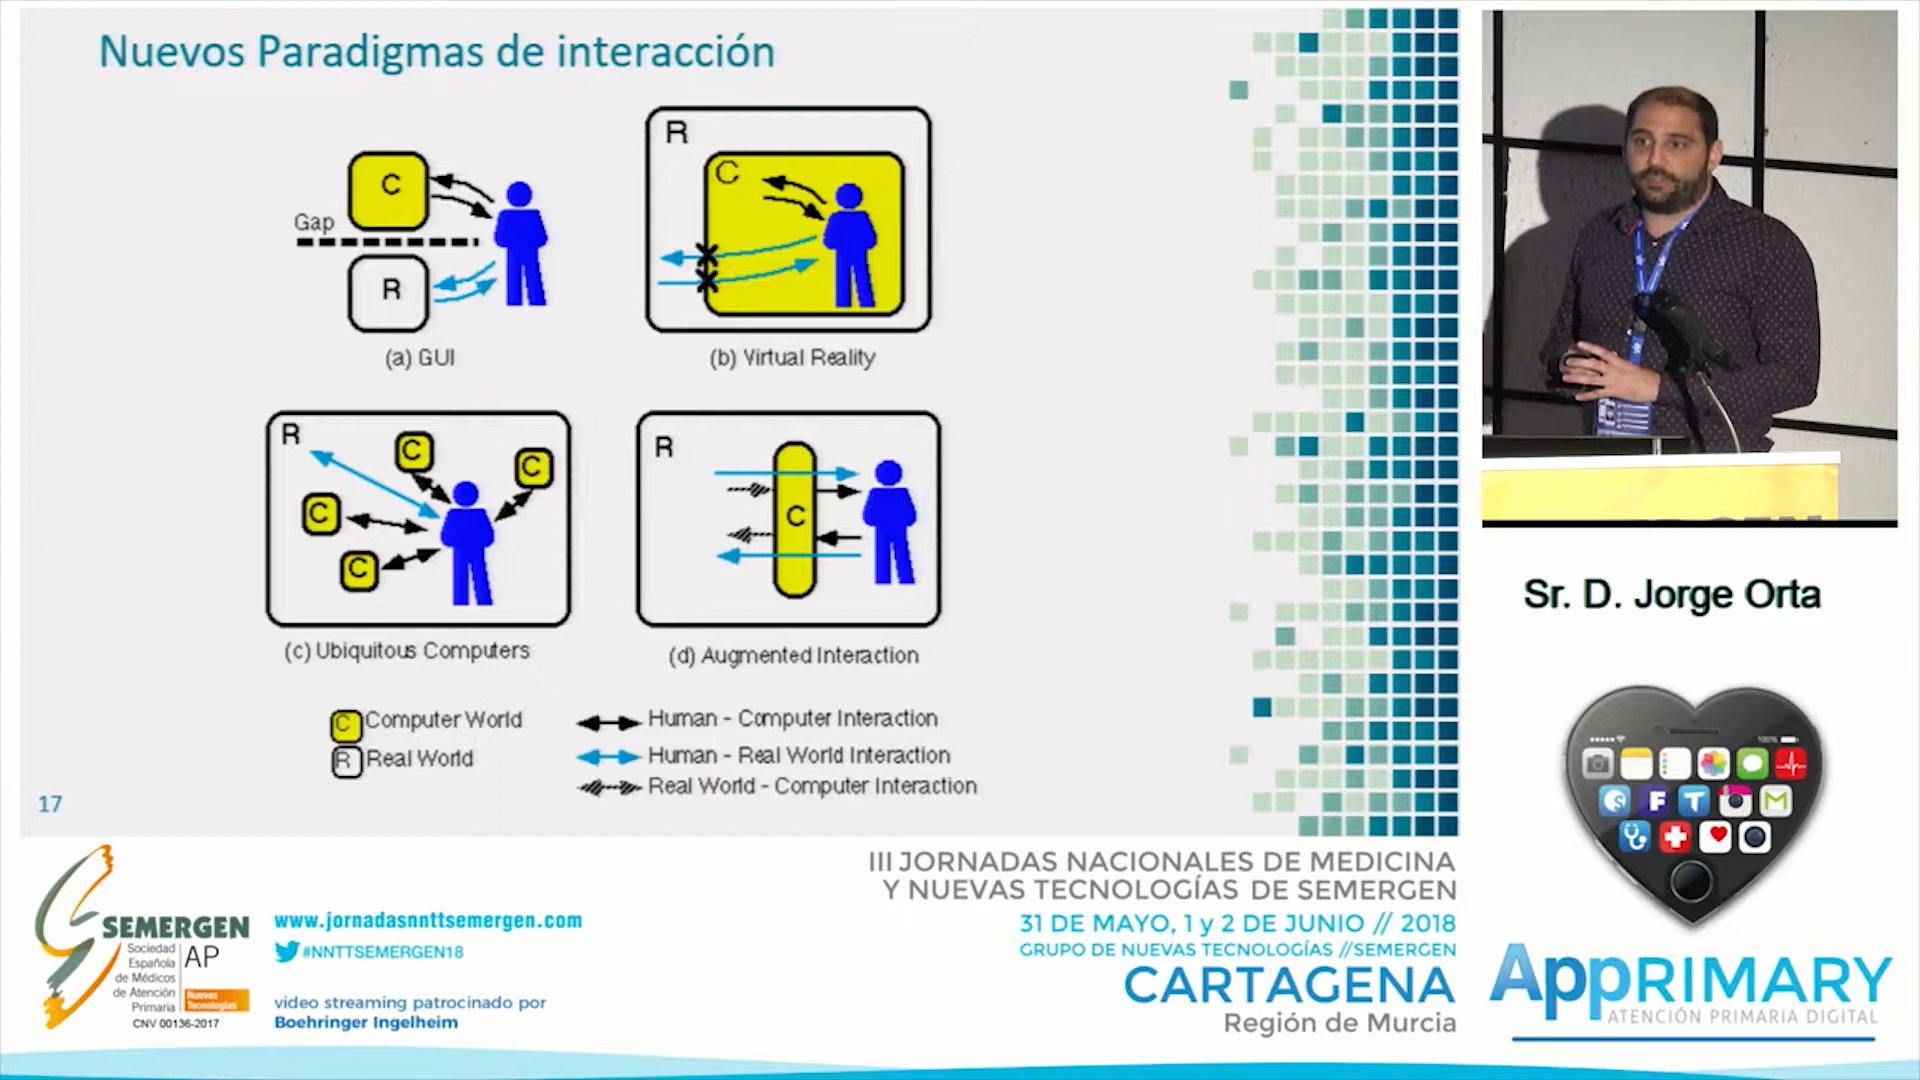 Nuevos Paradigmas de interacción
C
Gap
R
(a) GUI
R
C
(b) Virtual Reality
R
C
C
C
C
(c) Ubiquitous Computers
R
C
(d) Augmented Interaction
C Computer World
R Real World
Human - Computer Interaction
Human - Real World Interaction
Real World - Computer Interaction
17
Sr. D. Jorge Orta
100%
F
T
M
SEMERGEN
Sociedad
Española
de Médicos
de Atención
Primaria
AP
Nuevas
Tecnologías
CNV 00136-2017
www.jornadasnnttsemergen.com
#NNTTSEMERGEN18
video streaming patrocinado por
Boehringer Ingelheim
III JORNADAS NACIONALES DE MEDICINA
Y NUEVAS TECNOLOGÍAS DE SEMERGEN
31 DE MAYO, 1 y 2 DE JUNIO // 2018
GRUPO DE NUEVAS TECNOLOGÍAS //SEMERGEN
CARTAGENA
Región de Murcia
AppRIMARY
ATENCIÓN PRIMARIA DIGITAL